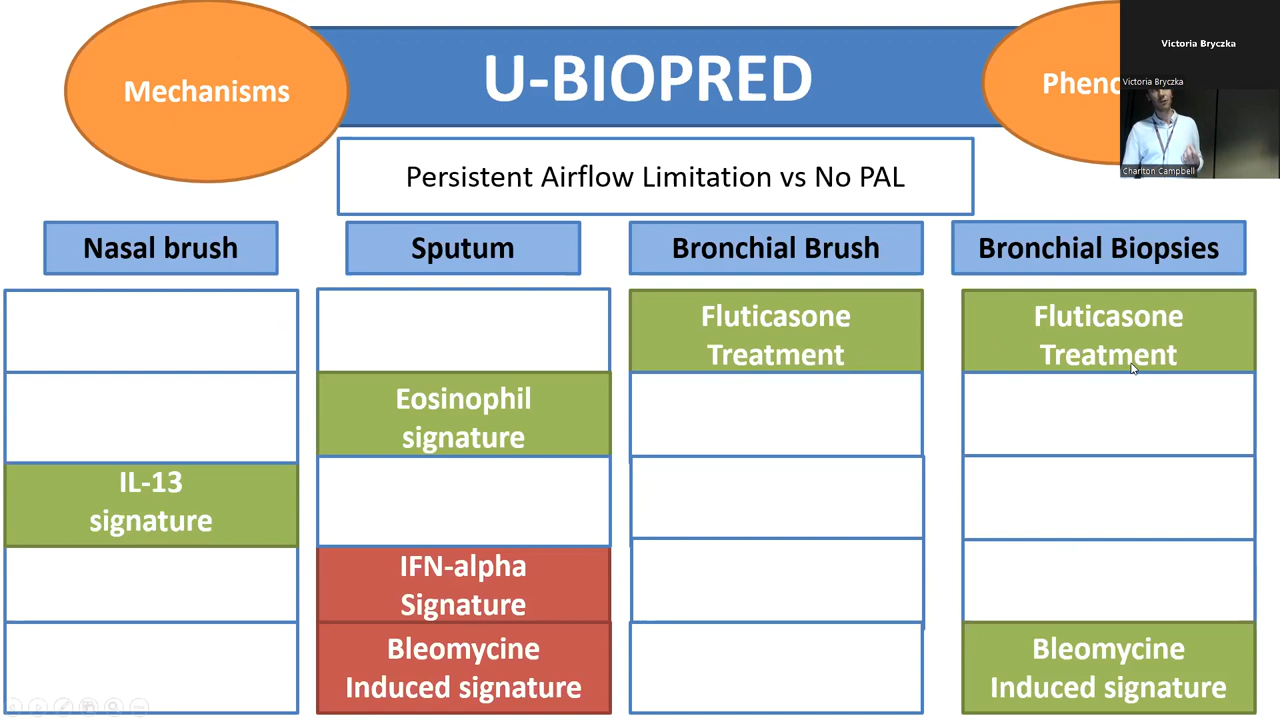 Mechanisms
U-BIOPRED
Pheno
Victoria Bryczka
Victoria Bryczka
Charlton Campbell
Persistent Airflow Limitation vs No PAL
Nasal brush
Sputum
Bronchial Brush
Bronchial Biopsies
Fluticasone
Treatment
Fluticasone
Treatment
Eosinophil
signature
IL-13
signature
IFN-alpha
Signature
Bleomycine
Induced signature
Bleomycine
Induced signature